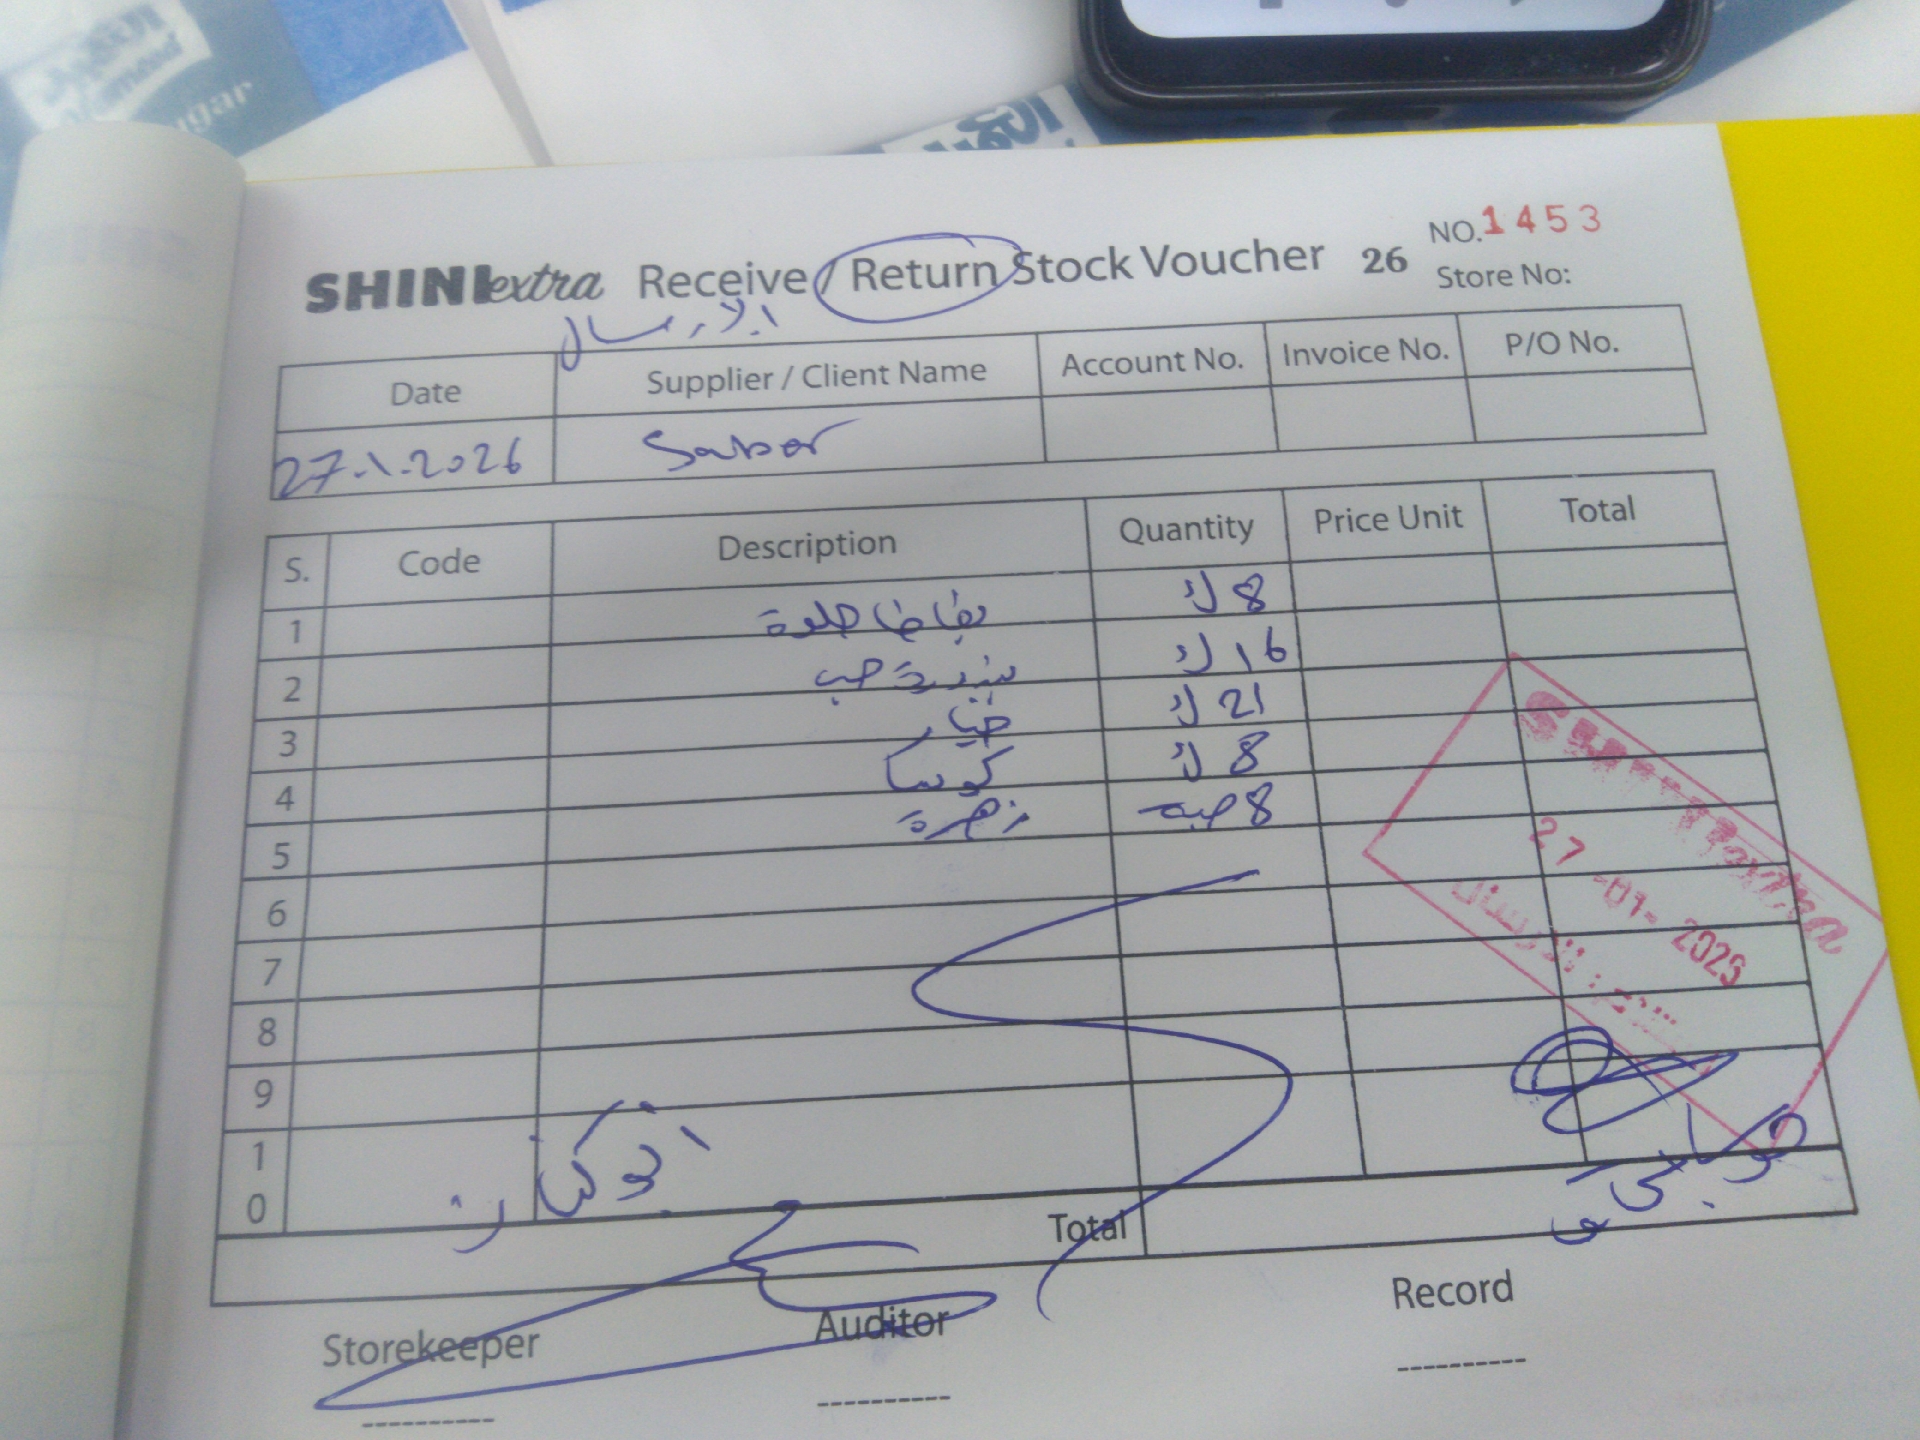 SHINIextra Receive / Return Stock Voucher 26 NO.1453
Store No:
الارسال
Date Supplier / Client Name Account No. Invoice No. P/O No.
27.1.2026 Saber
S. Code Description Quantity Price Unit Total
1 بطاطا حلوة 8 ك
2 بندورة حب 16 ك
3 خيار 21 ك
4 كوسا 8 ك
5 زهرة 8 حبة
6
7
8
9
10
Total
27 -01- 2025
Storekeeper Auditor Record